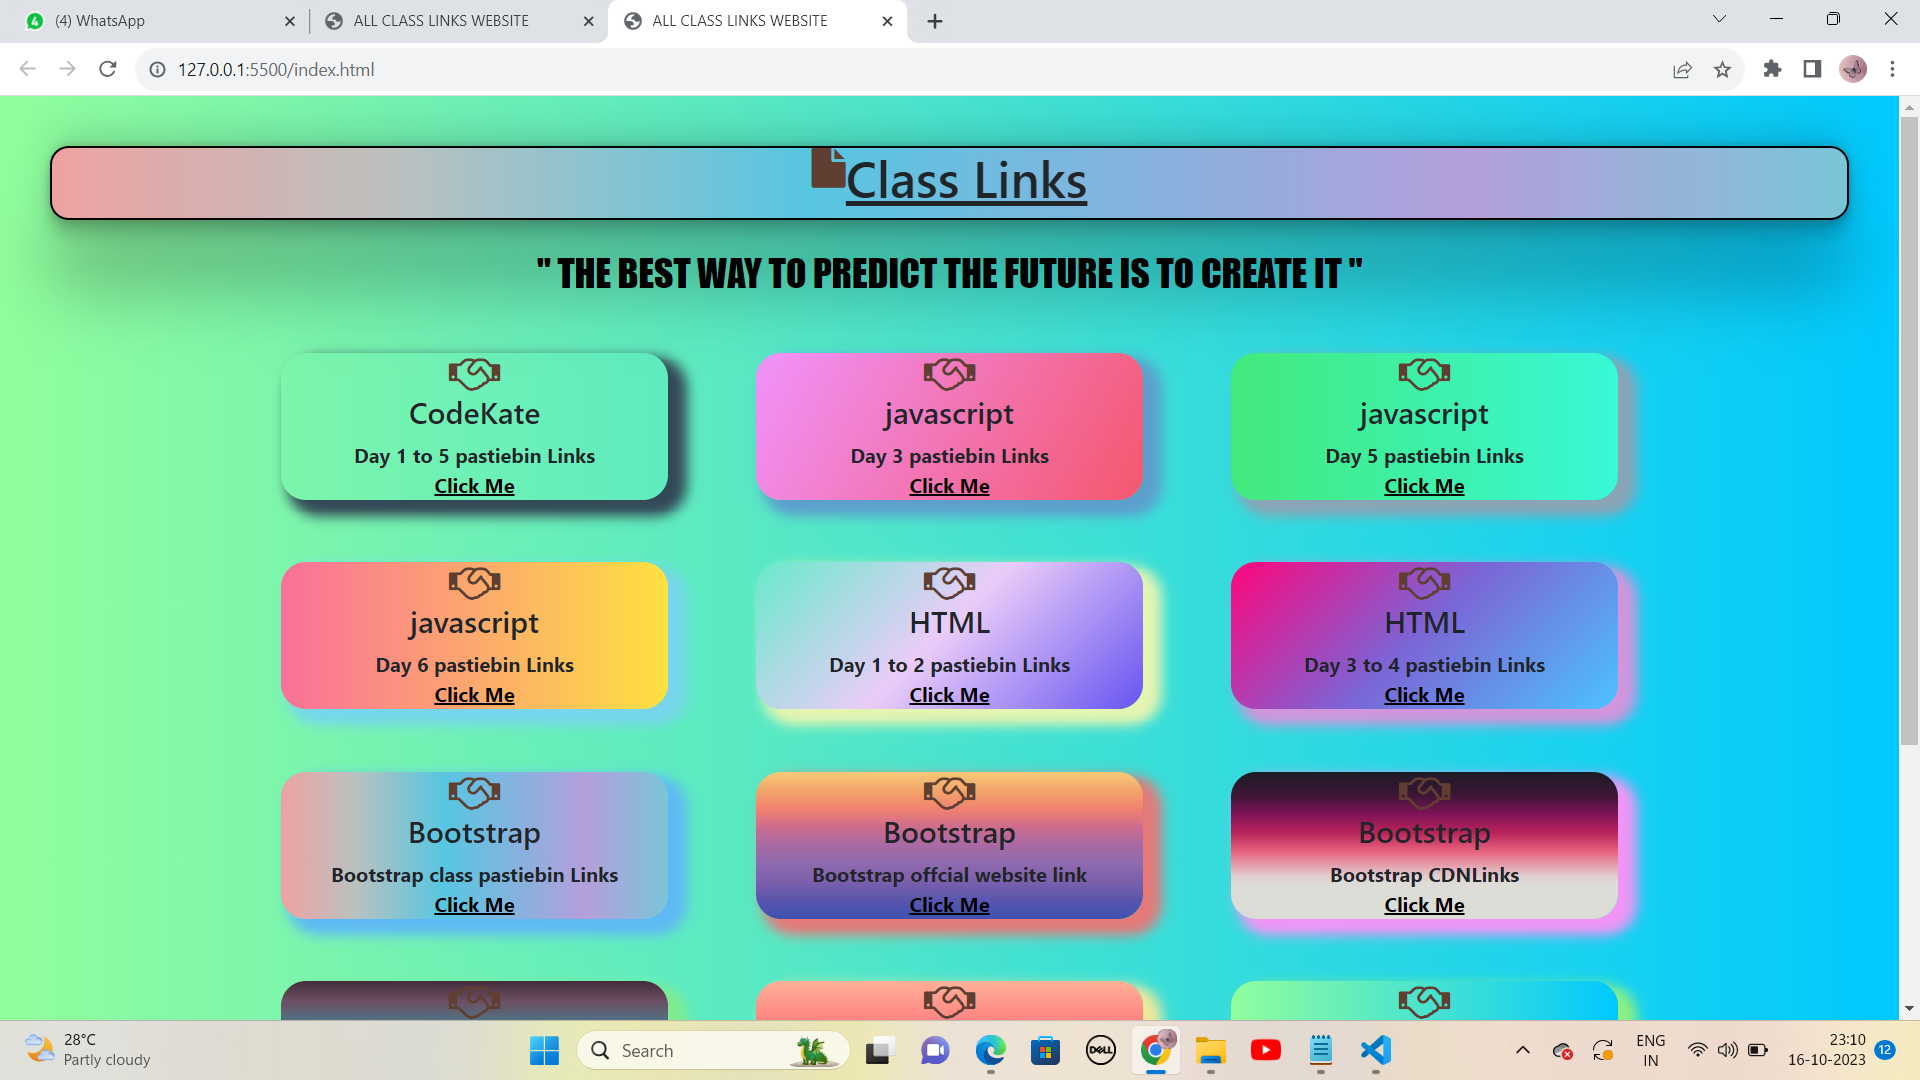 (4) WhatsApp
ALL CLASS LINKS WEBSITE
ALL CLASS LINKS WEBSITE
127.0.0.1:5500/index.html
Class Links
" THE BEST WAY TO PREDICT THE FUTURE IS TO CREATE IT "
CodeKate
Day 1 to 5 pastiebin Links
Click Me
javascript
Day 3 pastiebin Links
Click Me
javascript
Day 5 pastiebin Links
Click Me
javascript
Day 6 pastiebin Links
Click Me
HTML
Day 1 to 2 pastiebin Links
Click Me
HTML
Day 3 to 4 pastiebin Links
Click Me
Bootstrap
Bootstrap class pastiebin Links
Click Me
Bootstrap
Bootstrap offcial website link
Click Me
Bootstrap
Bootstrap CDNLinks
Click Me
28°C
Partly cloudy
Search
DELL
ENG
IN
23:10
16-10-2023
12